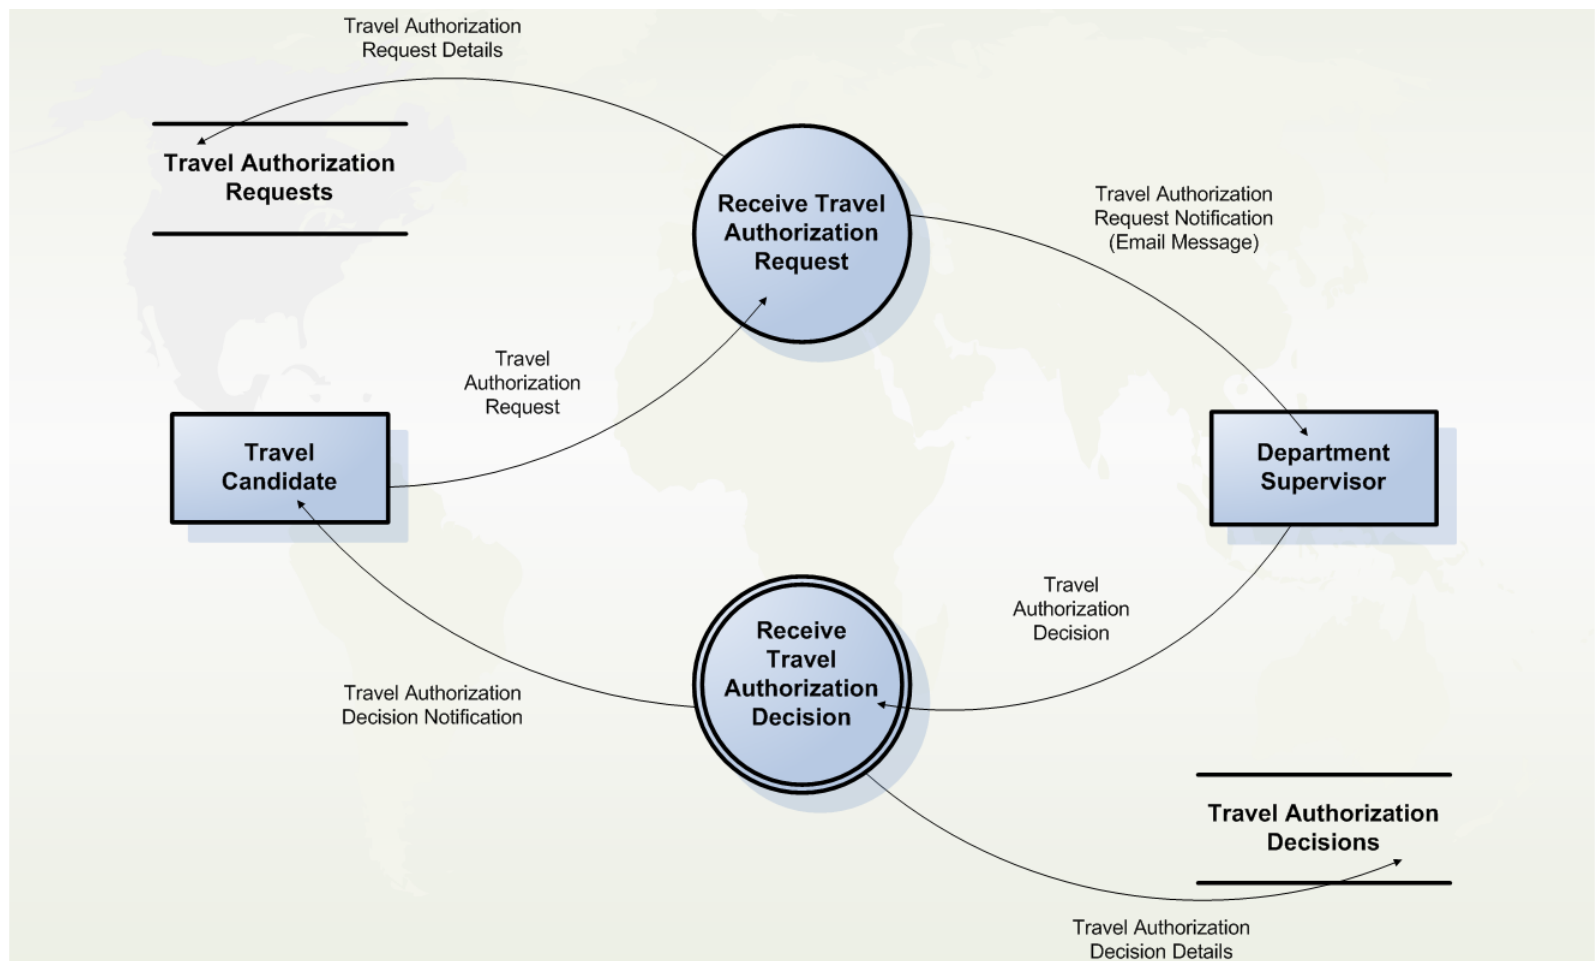 Travel Authorization
Request Details
Travel Authorization
Requests
Receive Travel
Authorization
Request
Travel Authorization
Request Notification
(Email Message)
Travel
Authorization
Request
Travel
Candidate
Department
Supervisor
Travel
Authorization
Decision
Receive
Travel
Authorization
Decision
Travel Authorization
Decision Notification
Travel Authorization
Decisions
Travel Authorization
Decision Details